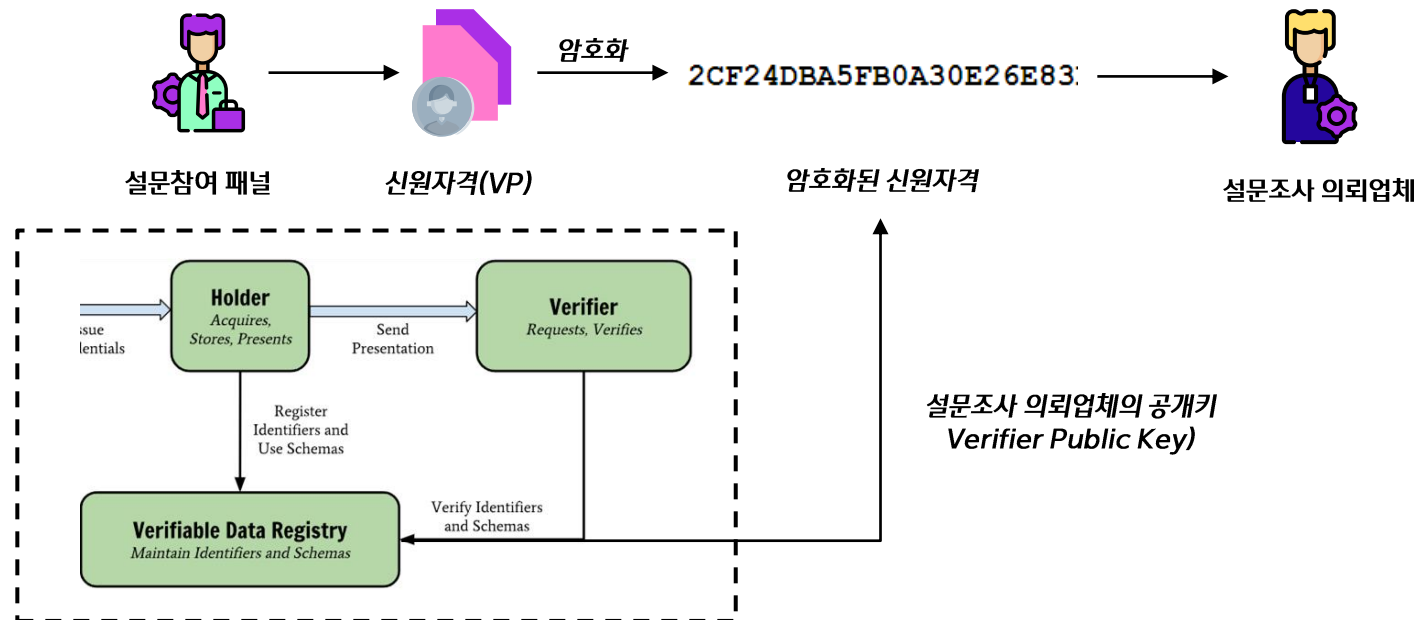 암호화
2CF24DBA5FB0A30E26E83
설문참여 패널
신원자격(VP)
암호화된 신원자격
설문조사 의뢰업체
Holder
Acquires,
Stores, Presents
Verifier
Requests, Verifies
ssue
lentials
Send
Presentation
Register
Identifiers and
Use Schemas
설문조사 의뢰업체의 공개키
Verifier Public Key)
Verify Identifiers
and Schemas
Verifiable Data Registry
Maintain Identifiers and Schemas